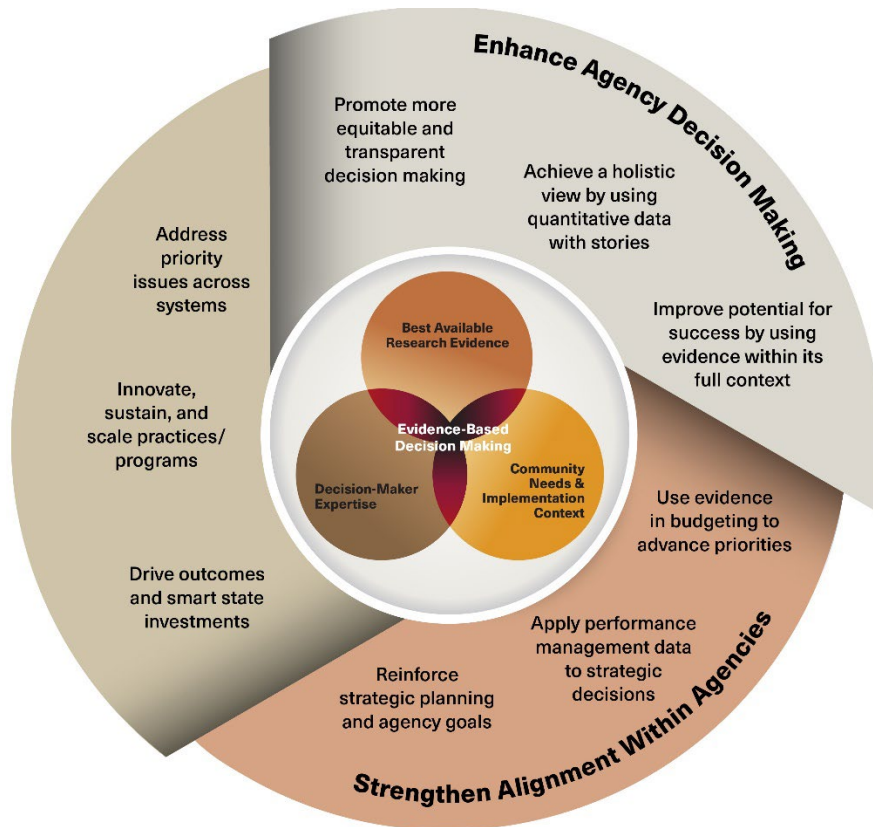 Enhance Agency Decision Making
Promote more
equitable and
transparent
decision making
Achieve a holistic
view by using
quantitative data
with stories
Improve potential for
success by using
evidence within its
full context
Address
priority
issues across
systems
Innovate,
sustain, and
scale practices/
programs
Drive outcomes
and smart state
investments
Best Available
Research Evidence
Evidence-Based
Decision Making
Decision-Maker
Expertise
Community
Needs &
Implementation
Context
Use evidence
in budgeting to
advance priorities
Apply performance
management data
to strategic
decisions
Reinforce
strategic planning
and agency goals
Strengthen Alignment Within Agencies